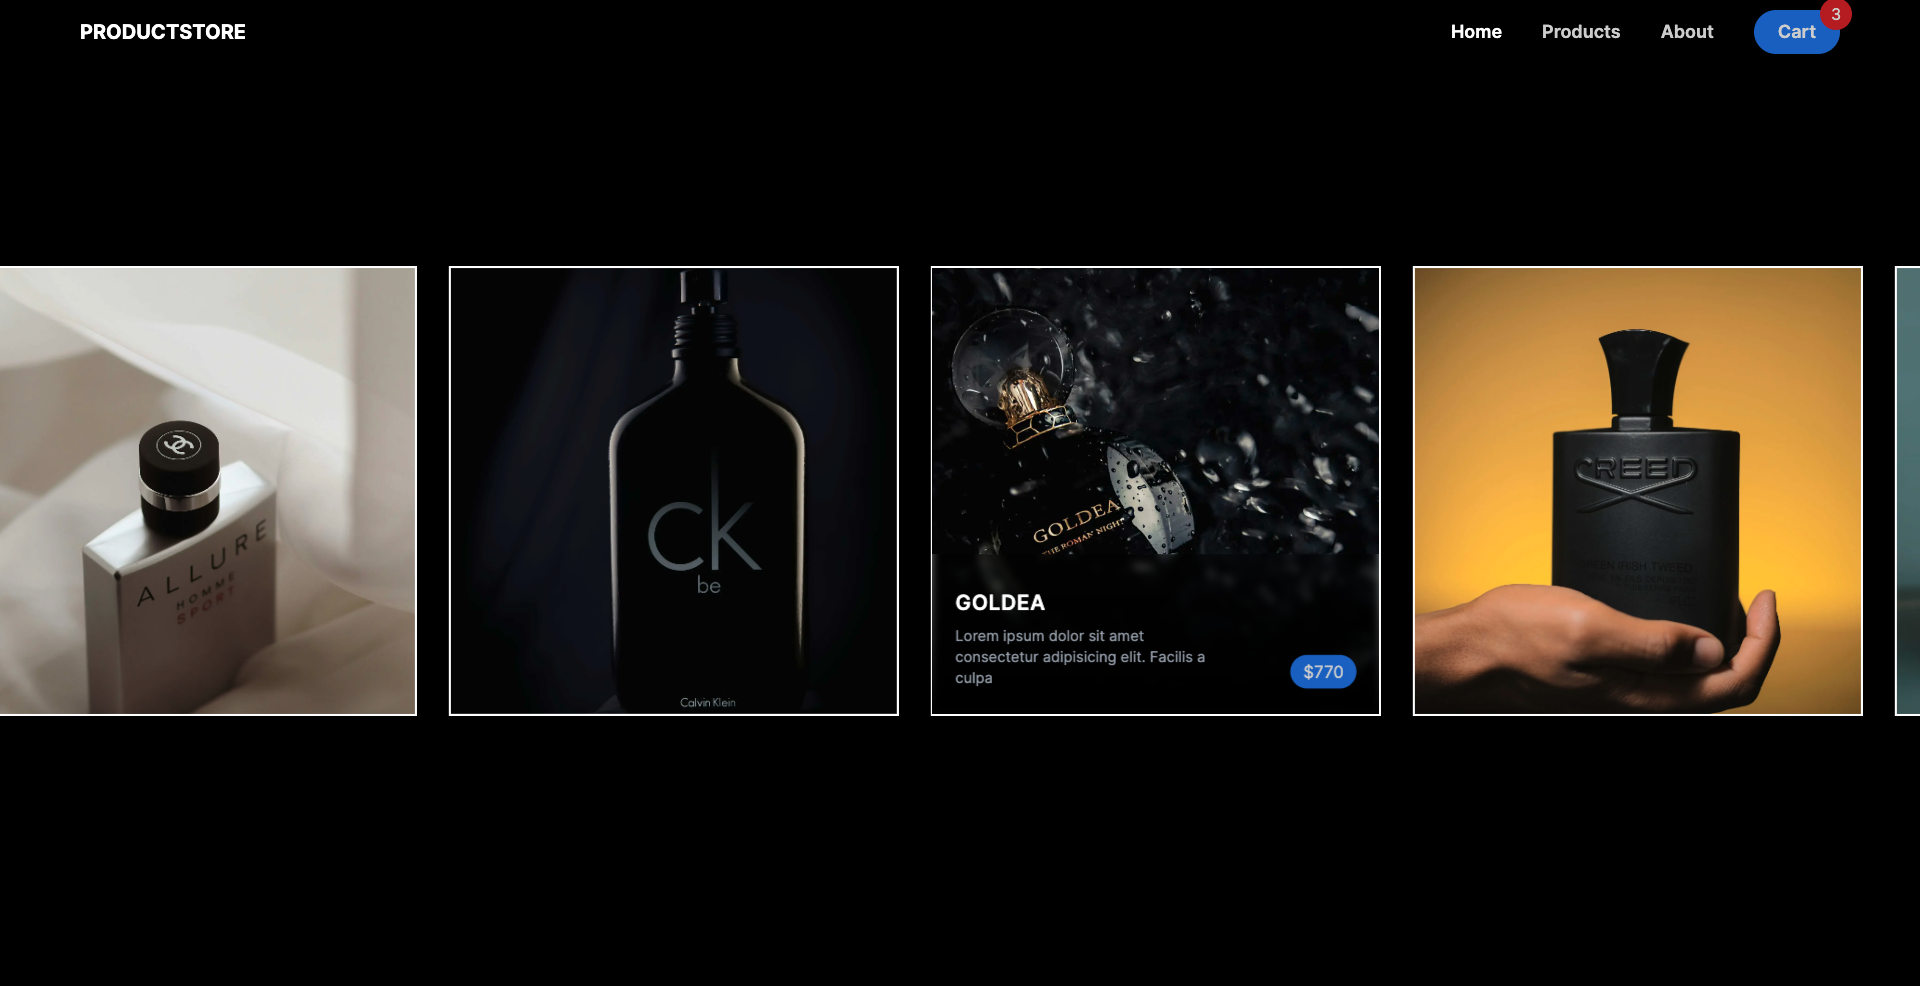 PRODUCTSTORE
Home
Products
About
Cart
3
ALLURE
HOMME
SPORT
CK
be
Calvin Klein
GOLDEA
THE ROMAN NIGHT
GOLDEA
Lorem ipsum dolor sit amet
consectetur adipisicing elit. Facilis a
culpa
$770
CREED
IRISH TWEED